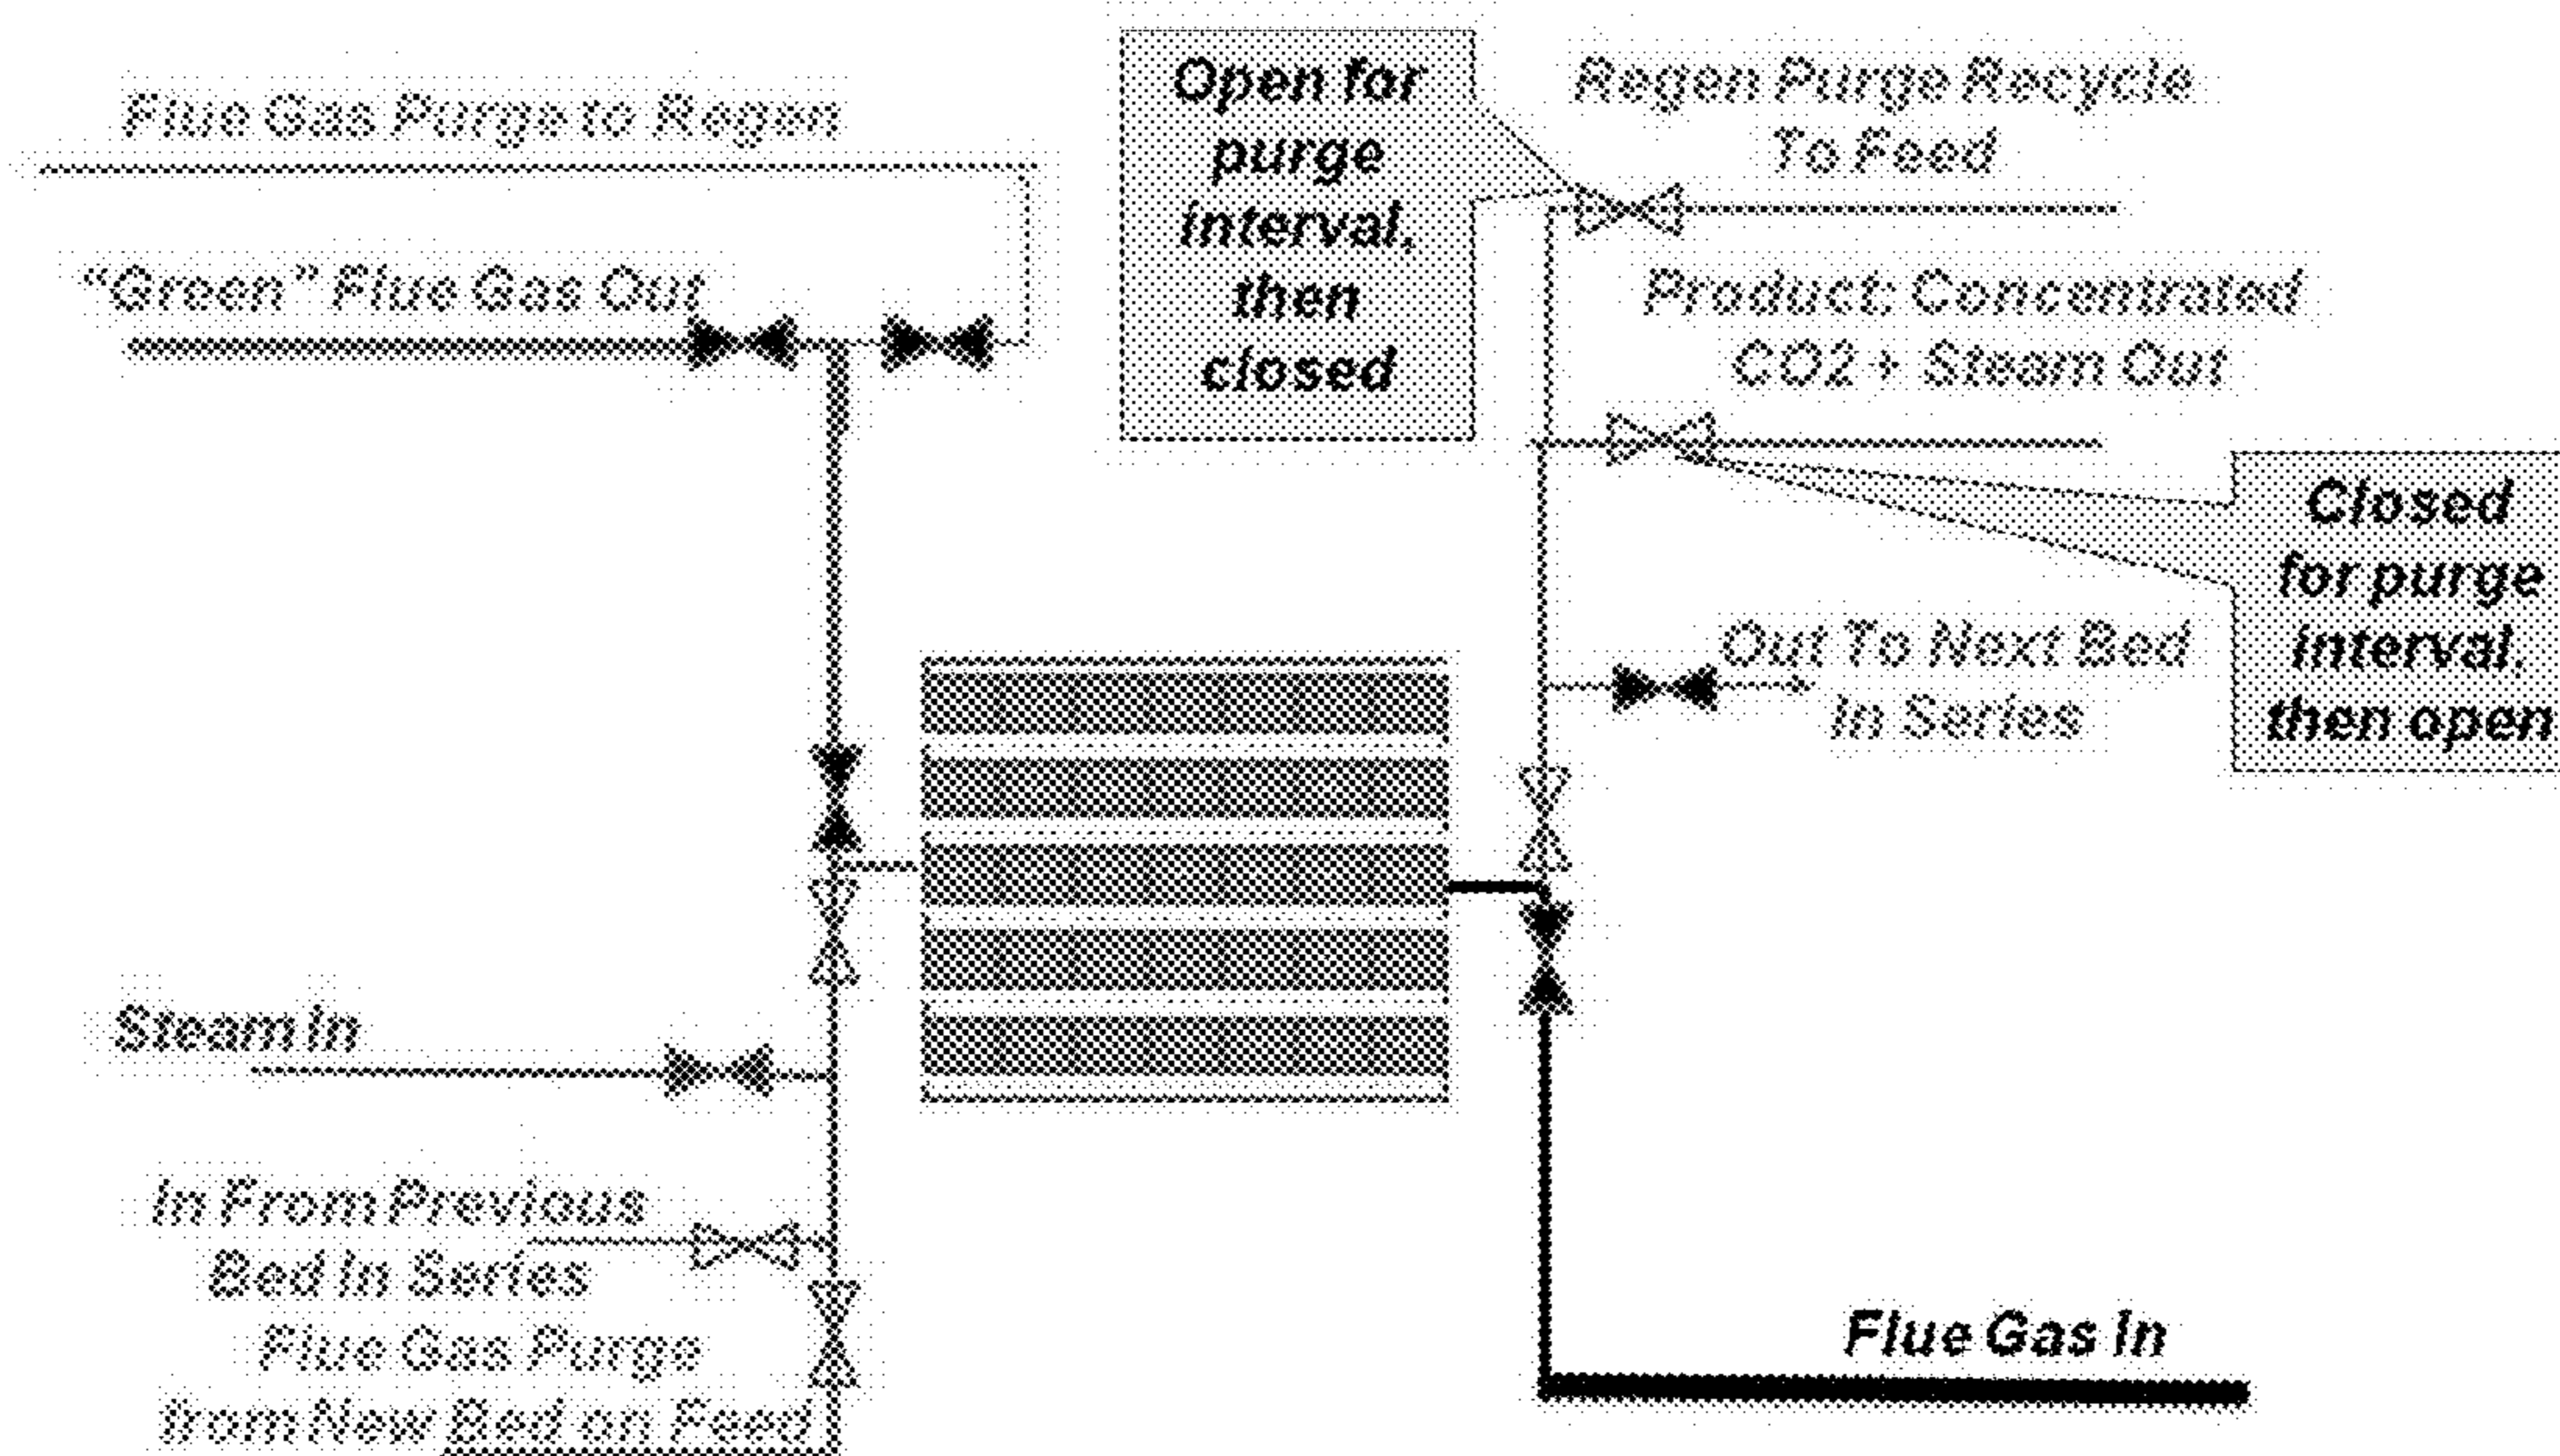 Flue Gas Purge to Regen
“Green” Flue Gas Out
Open for
purge
interval,
then
closed
Regen Purge Recycle
To Feed
Product: Concentrated
CO2 + Steam Out
Closed
for purge
interval,
then open
Out To Next Bed
In Series
Steam In
In From Previous
Bed In Series
Flue Gas Purge
from New Bed on Feed
Flue Gas In